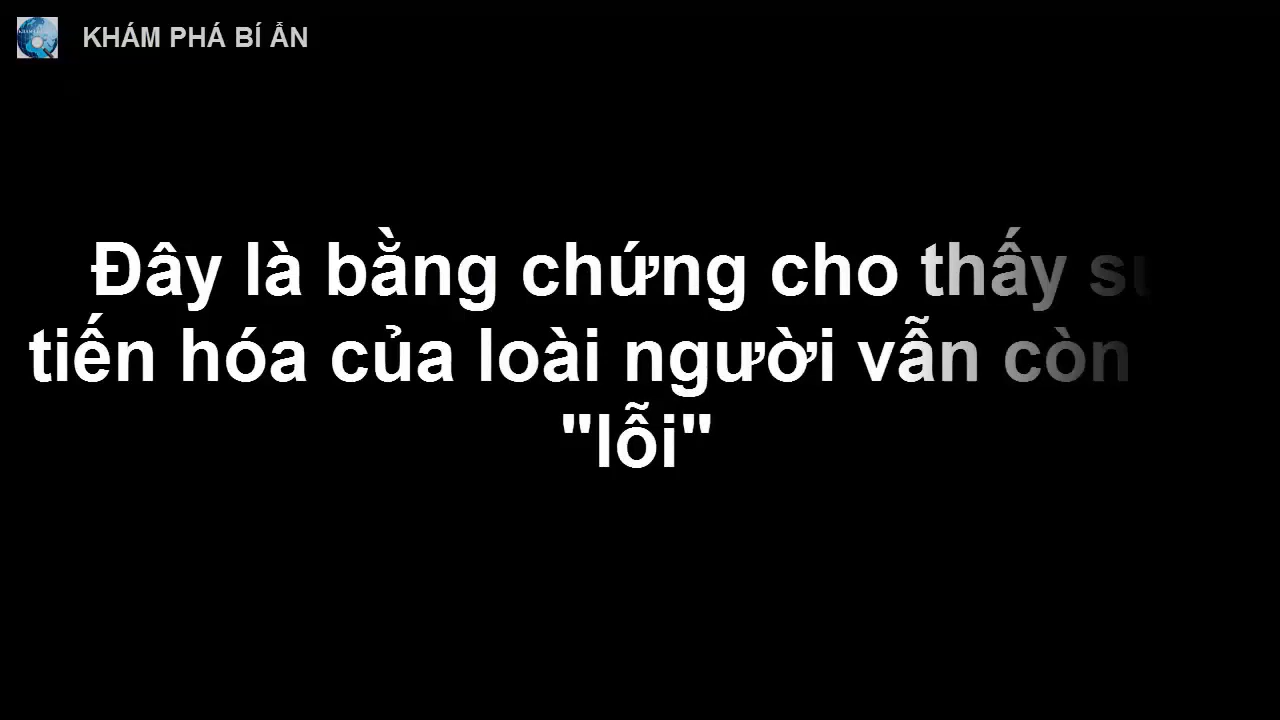 KHÁM PHÁ BÍ ẨN
Đây là bằng chứng cho thấy
tiến hóa của loài người vẫn còn
"lỗi"